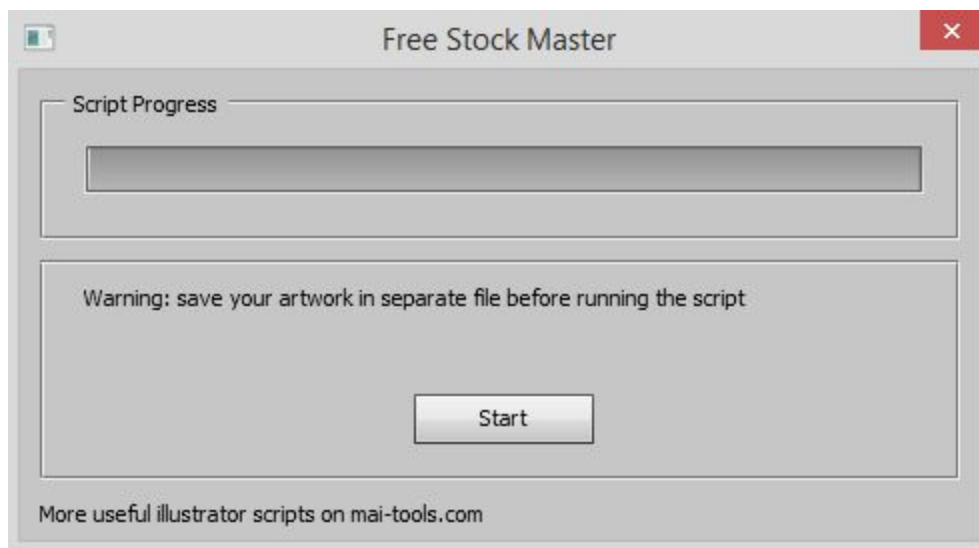 Free Stock Master
Script Progress
Warning: save your artwork in separate file before running the script
Start
More useful illustrator scripts on mai-tools.com